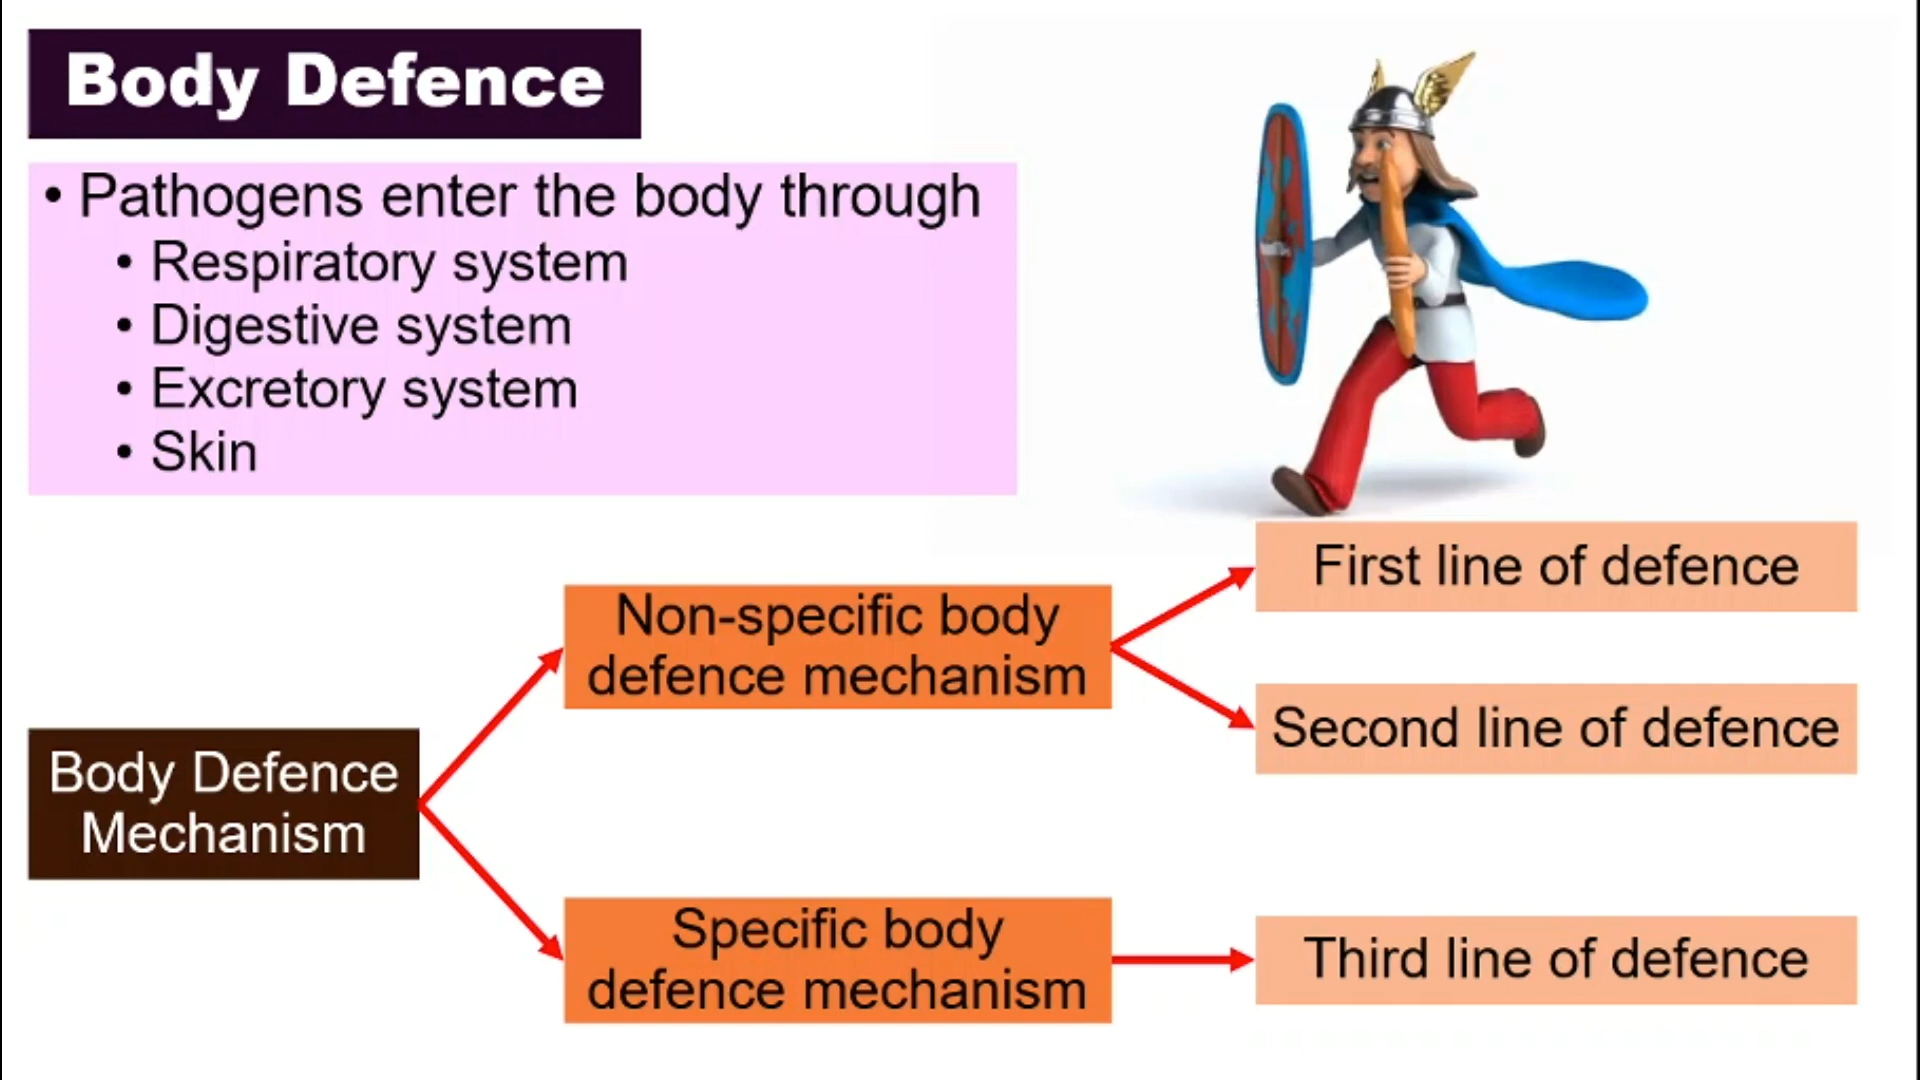 Body Defence
• Pathogens enter the body through
• Respiratory system
• Digestive system
• Excretory system
• Skin
First line of defence
Non-specific body
defence mechanism
Second line of defence
Body Defence
Mechanism
Specific body
defence mechanism
Third line of defence